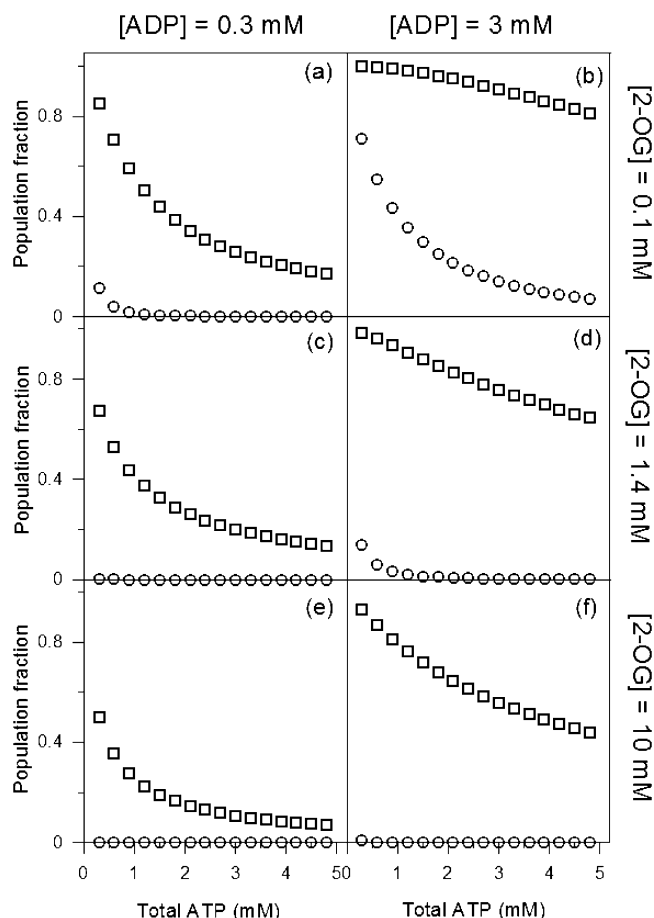 [ADP] = 0.3 mM
[ADP] = 3 mM
(a)
(b)
0.8
0.4
0
Population fraction
[2-OG] = 0.1 mM
(c)
(d)
0.8
0.4
0
Population fraction
[2-OG] = 1.4 mM
(e)
(f)
0.8
0.4
0
Population fraction
[2-OG] = 10 mM
0 1 2 3 4 50 1 2 3 4 5
Total ATP (mM)
Total ATP (mM)